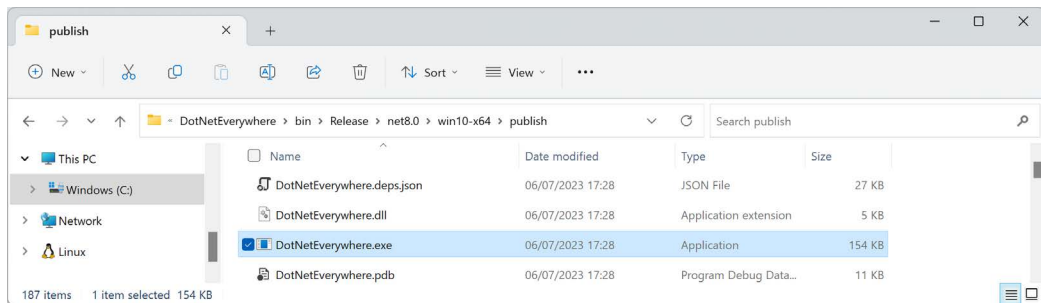 publish
New
Sort
View
DotNetEverywhere > bin > Release > net8.0 > win10-x64 > publish
Search publish
This PC
Windows (C:)
Network
Linux
Name Date modified Type Size
DotNetEverywhere.deps.json 06/07/2023 17:28 JSON File 27 KB
DotNetEverywhere.dll 06/07/2023 17:28 Application extension 5 KB
DotNetEverywhere.exe 06/07/2023 17:28 Application 154 KB
DotNetEverywhere.pdb 06/07/2023 17:28 Program Debug Data... 11 KB
187 items 1 item selected 154 KB